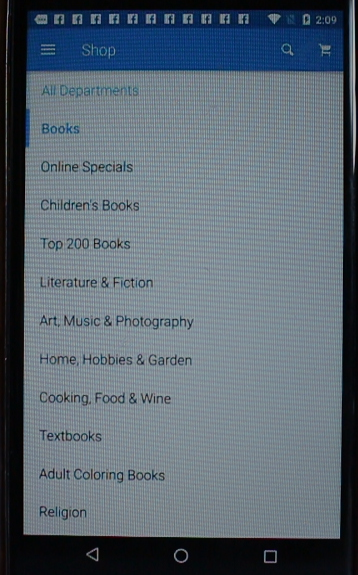 2:09
Shop
All Departments
Books
Online Specials
Children's Books
Top 200 Books
Literature & Fiction
Art, Music & Photography
Home, Hobbies & Garden
Cooking, Food & Wine
Textbooks
Adult Coloring Books
Religion